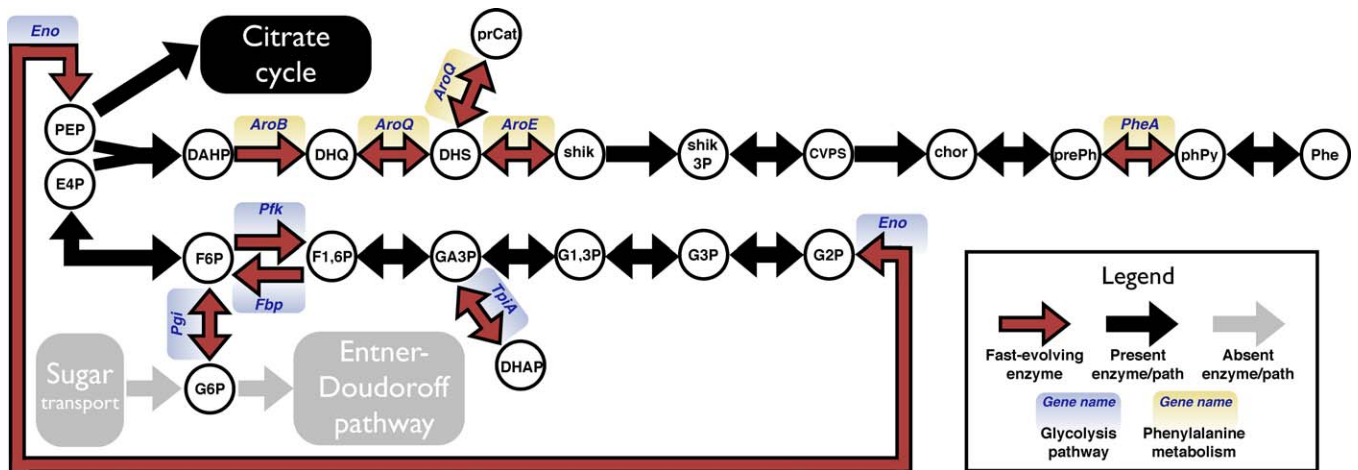 Eno
Citrate
cycle
prCat
AroQ
PEP
E4P
DAHP
AroB
DHQ
AroQ
DHS
AroE
shik
shik
3P
CVPS
chor
prePh
PheA
phPy
Phe
F6P
Pfk
Fbp
F1,6P
GA3P
G1,3P
G3P
G2P
Eno
Pgi
TpiA
DHAP
Sugar
transport
G6P
Entner-
Doudoroff
pathway
Legend
Fast-evolving
enzyme
Present
enzyme/path
Absent
enzyme/path
Gene name
Glycolysis
pathway
Gene name
Phenylalanine
metabolism